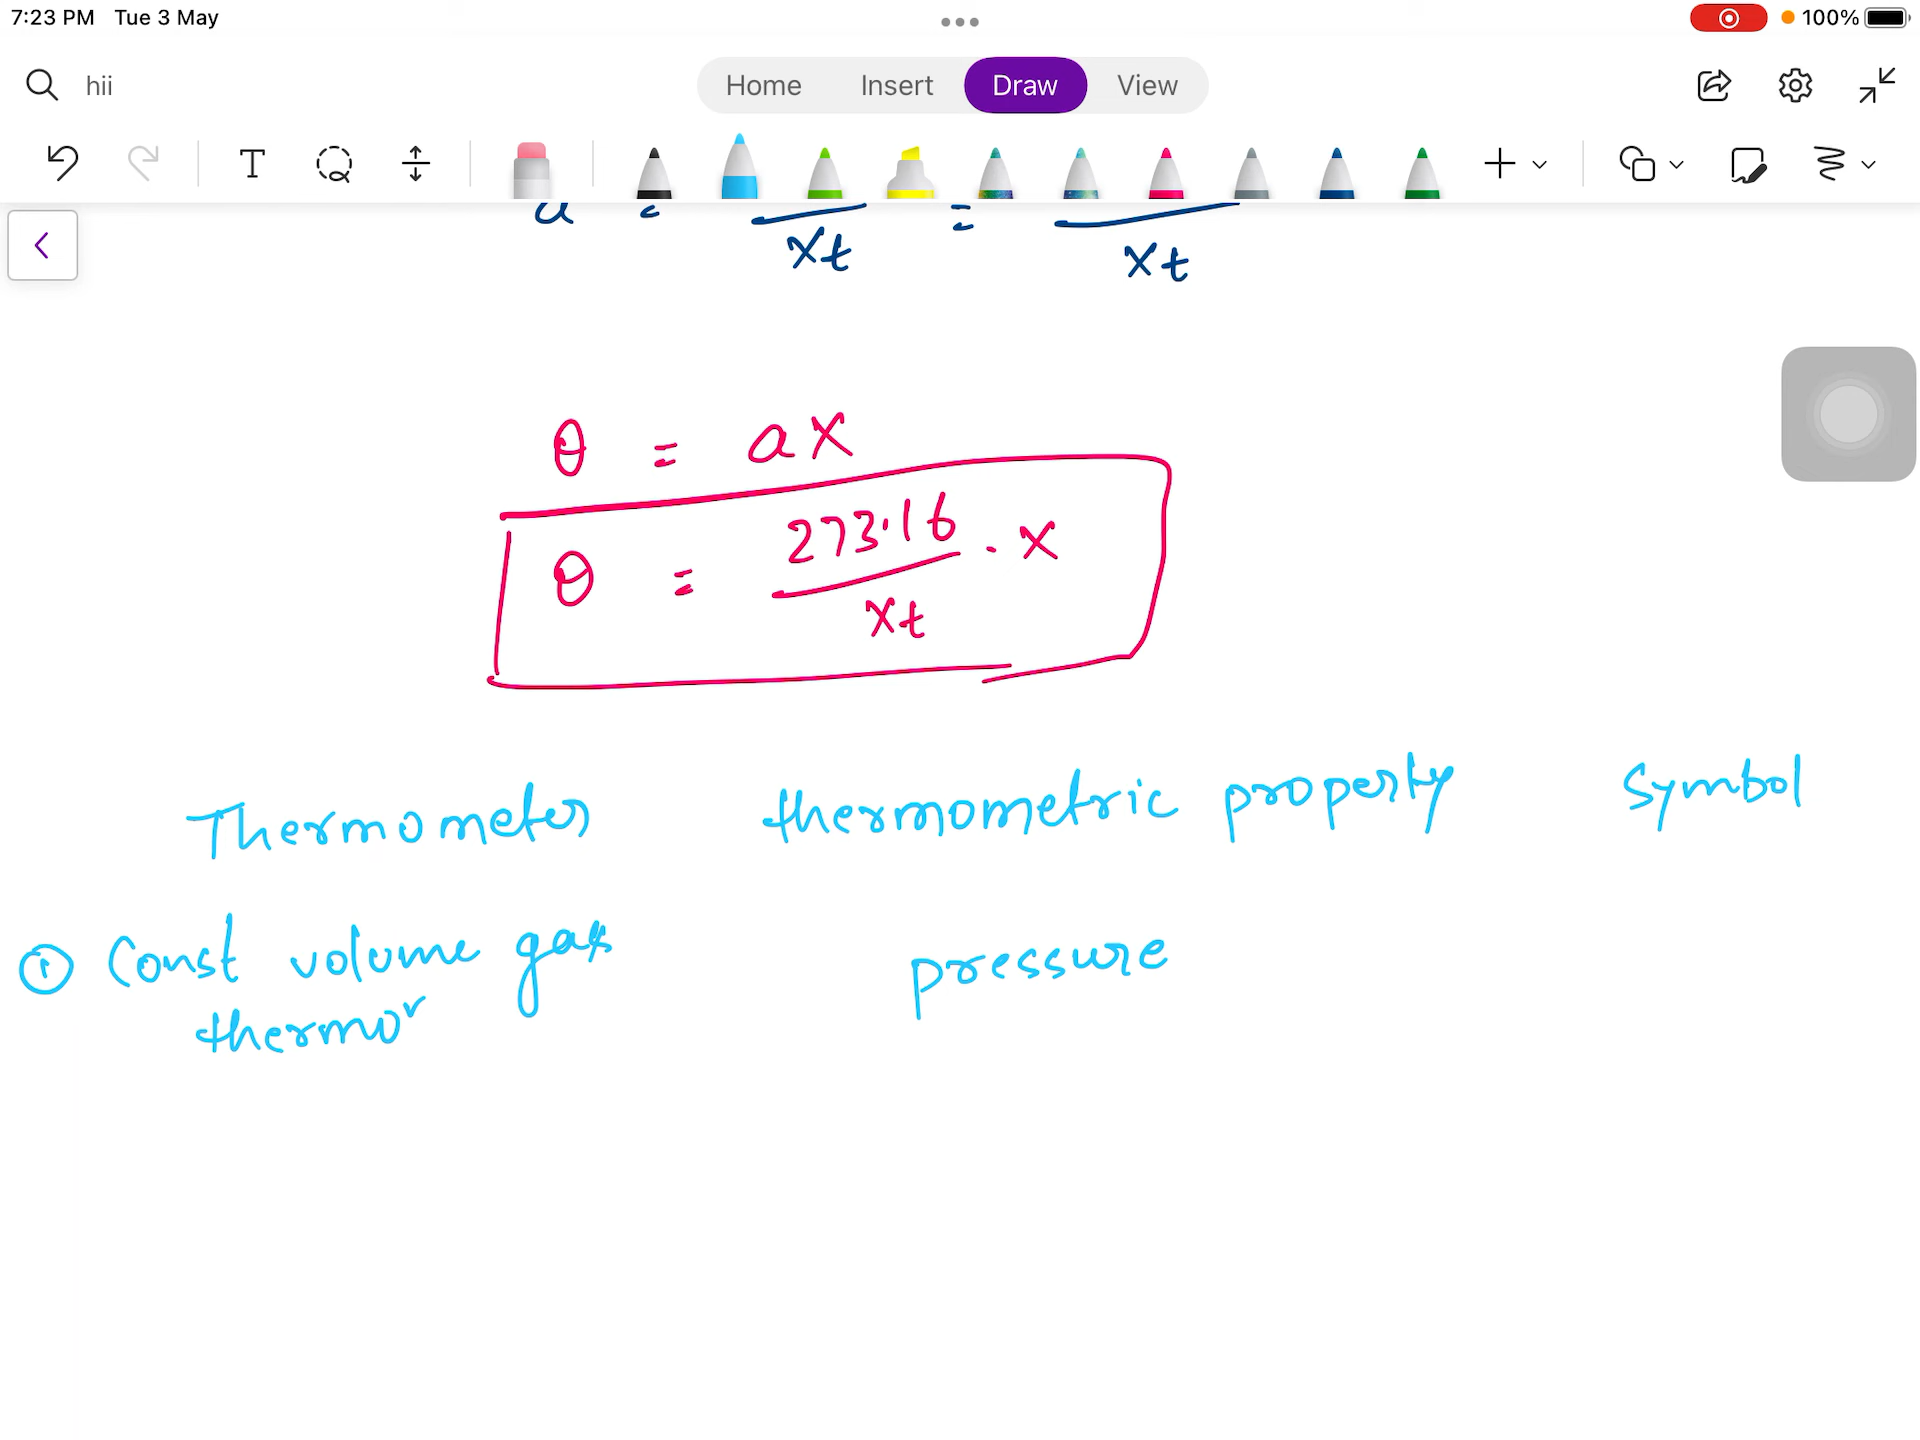 7:23 PM Tue 3 May
100%
hii
Home Insert Draw View
T
= =
xt xt
θ = ax
θ = 273.16 . x
xt
Thermometer thermometric property Symbol
① Const volume gas pressure
thermor